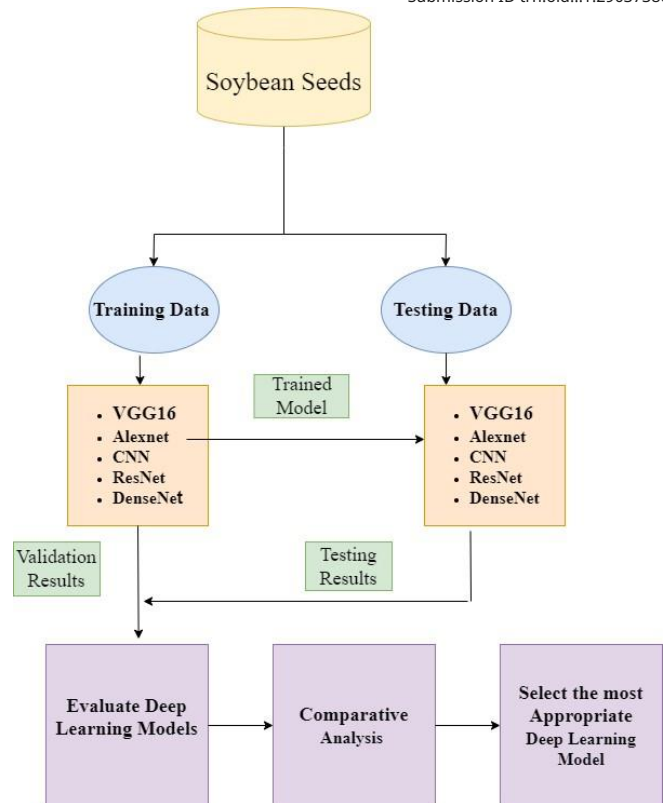 Soybean Seeds
Training Data
Testing Data
Trained
Model
• VGG16
• Alexnet
• CNN
• ResNet
• DenseNet
• VGG16
• Alexnet
• CNN
• ResNet
• DenseNet
Validation
Results
Testing
Results
Evaluate Deep
Learning Models
Comparative
Analysis
Select the most
Appropriate
Deep Learning
Model